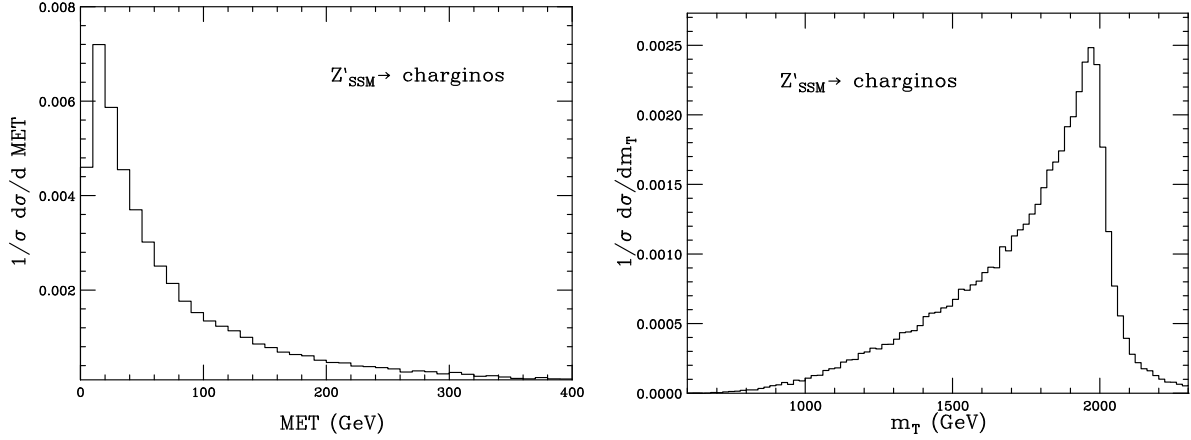 0.008
0.006
0.004
0.002
1/σ dσ/d MET
Z'SSM→ charginos
0 100 200 300 400
MET (GeV)
0.0025
0.0020
0.0015
0.0010
0.0005
0.0000
1/σ dσ/dmT
Z'SSM→ charginos
1000 1500 2000
mT (GeV)